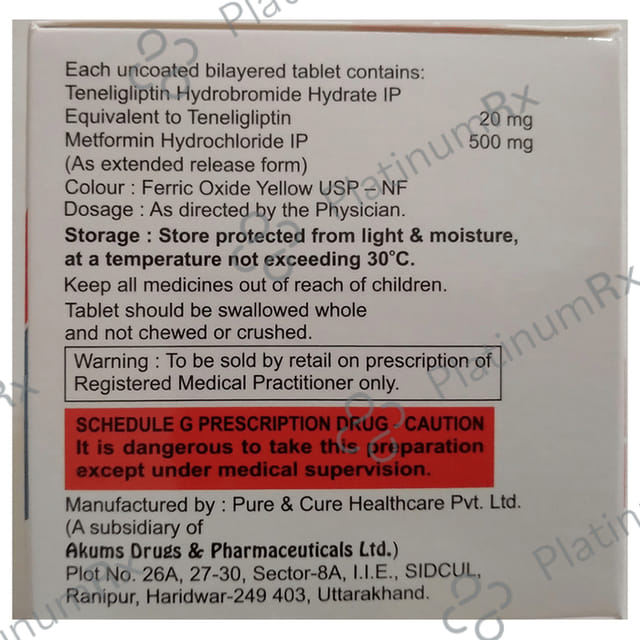 Each uncoated bilayered tablet contains:
Teneligliptin Hydrobromide Hydrate IP
Equivalent to Teneligliptin 20 mg
Metformin Hydrochloride IP 500 mg
(As extended release form)
Colour : Ferric Oxide Yellow USP – NF
Dosage : As directed by the Physician.
Storage : Store protected from light & moisture,
at a temperature not exceeding 30°C.
Keep all medicines out of reach of children.
Tablet should be swallowed whole
and not chewed or crushed.
Warning : To be sold by retail on prescription of
Registered Medical Practitioner only.
SCHEDULE G PRESCRIPTION DRUG - CAUTION
It is dangerous to take this preparation
except under medical supervision.
Manufactured by : Pure & Cure Healthcare Pvt. Ltd.
(A subsidiary of
Akums Drugs & Pharmaceuticals Ltd.)
Plot No. 26A, 27-30, Sector-8A, I.I.E., SIDCUL,
Ranipur, Haridwar-249 403, Uttarakhand.
PlatinumRx
PlatinumRx
PlatinumRx
PlatinumRx